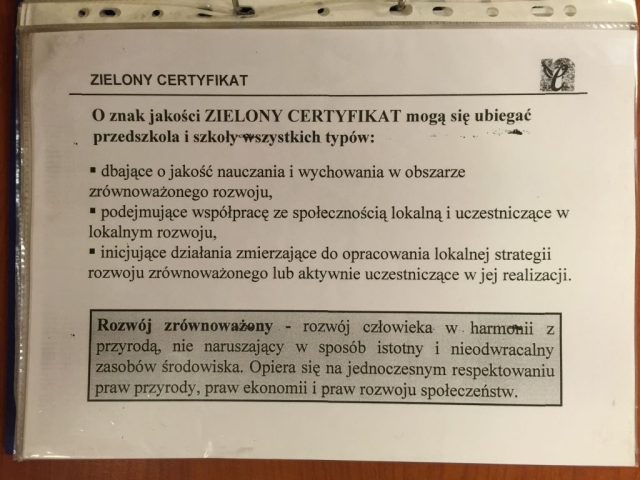 ZIELONY CERTYFIKAT
O znak jakości ZIELONY CERTYFIKAT mogą się ubiegać
przedszkola i szkoły wszystkich typów:
▪ dbające o jakość nauczania i wychowania w obszarze
zrównoważonego rozwoju,
▪ podejmujące współpracę ze społecznością lokalną i uczestniczące w
lokalnym rozwoju,
▪ inicjujące działania zmierzające do opracowania lokalnej strategii
rozwoju zrównoważonego lub aktywnie uczestniczące w jej realizacji.
Rozwój zrównoważony - rozwój człowieka w harmonii z
przyrodą, nie naruszający w sposób istotny i nieodwracalny
zasobów środowiska. Opiera się na jednoczesnym respektowaniu
praw przyrody, praw ekonomii i praw rozwoju społeczeństw.